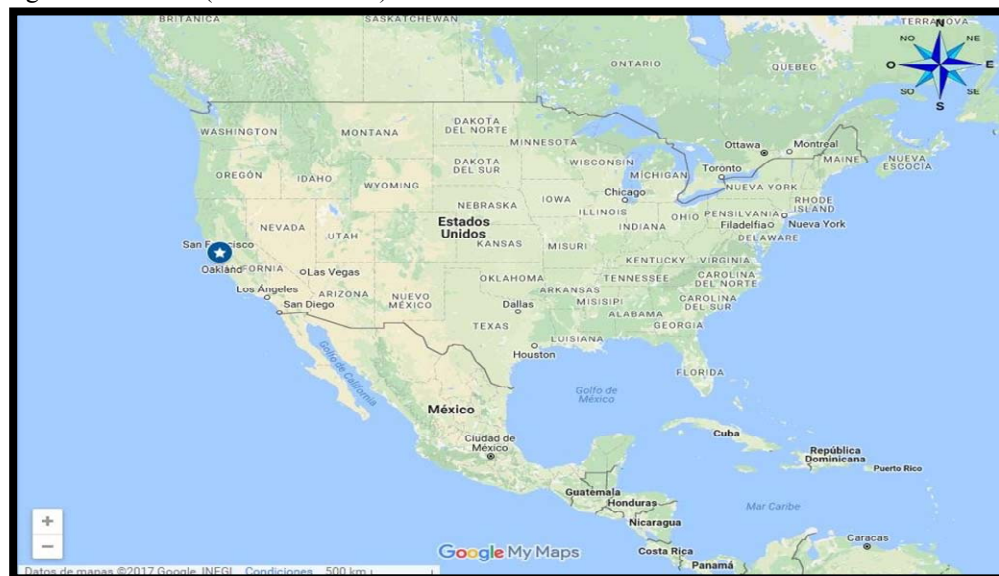 BRITÁNICA
SASKATCHEWAN
TERRANOVA
N
NO
NE
ONTARIO
QUEBEC
O
E
SO
SE
S
WASHINGTON
MONTANA
DAKOTA
DEL NORTE
MINNESOTA
Ottawa
Montreal
MAINE
NUEVA
ESCOCIA
OREGÓN
IDAHO
WYOMING
DAKOTA
DEL SUR
WISCONSIN
MICHIGAN
Toronto
NUEVA YORK
Chicago
NEBRASKA
IOWA
ILLINOIS
INDIANA
OHIO
PENSILVANIA
RHODE
ISLAND
Filadelfia
Nueva York
NEVADA
UTAH
Estados
Unidos
KANSAS
MISURI
DELAWARE
KENTUCKY
VIRGINIA
San Fr
cisco
Oakland
FORNIA
Las Vegas
OKLAHOMA
TENNESSEE
CAROLINA
DEL NORTE
Los Ángeles
ARIZONA
NUEVO
MÉXICO
ARKANSAS
MISISIPI
CAROLINA
DEL SUR
San Diego
Dallas
ALABAMA
GEORGIA
TEXAS
LUISIANA
Houston
FLORIDA
Golfo de California
Golfo de
México
México
Ciudad de
México
Cuba
República
Dominicana
Puerto Rico
Guatemala
Honduras
Nicaragua
Mar Caribe
Caracas
Costa Rica
Panamá
+
−
Google My Maps
Datos de mapas ©2017 Google, INEGI Condiciones 500 km